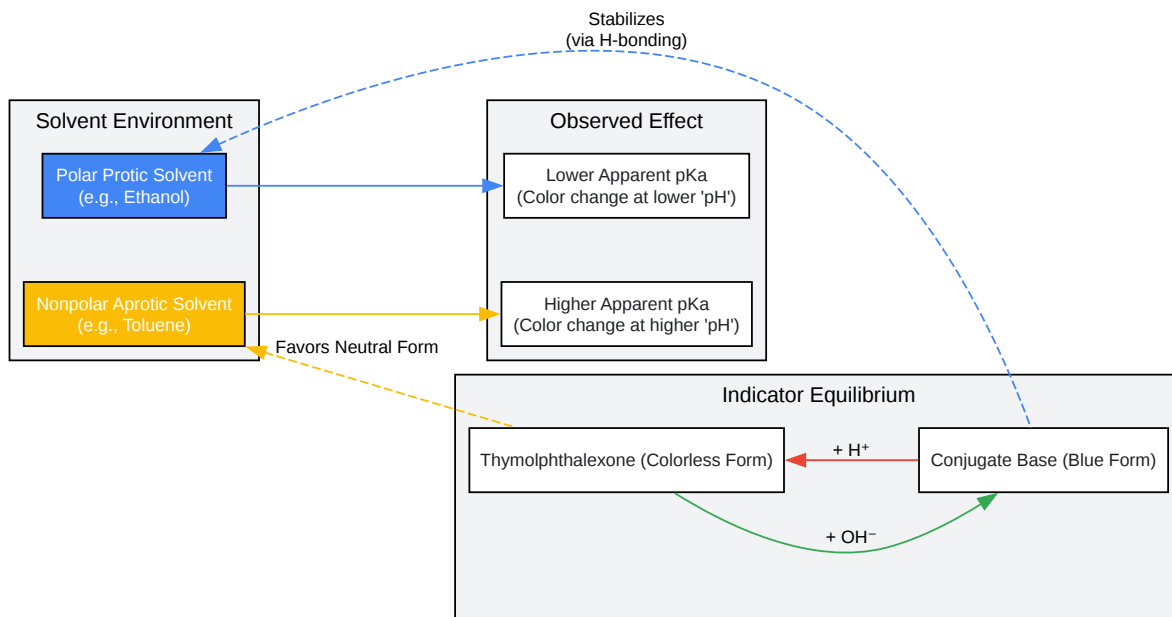 Stabilizes
(via H-bonding)
Solvent Environment
Polar Protic Solvent
(e.g., Ethanol)
Nonpolar Aprotic Solvent
(e.g., Toluene)
Observed Effect
Lower Apparent pKa
(Color change at lower 'pH')
Higher Apparent pKa
(Color change at higher 'pH')
Favors Neutral Form
Indicator Equilibrium
Thymolphthalexone (Colorless Form)
+ H⁺
Conjugate Base (Blue Form)
+ OH⁻